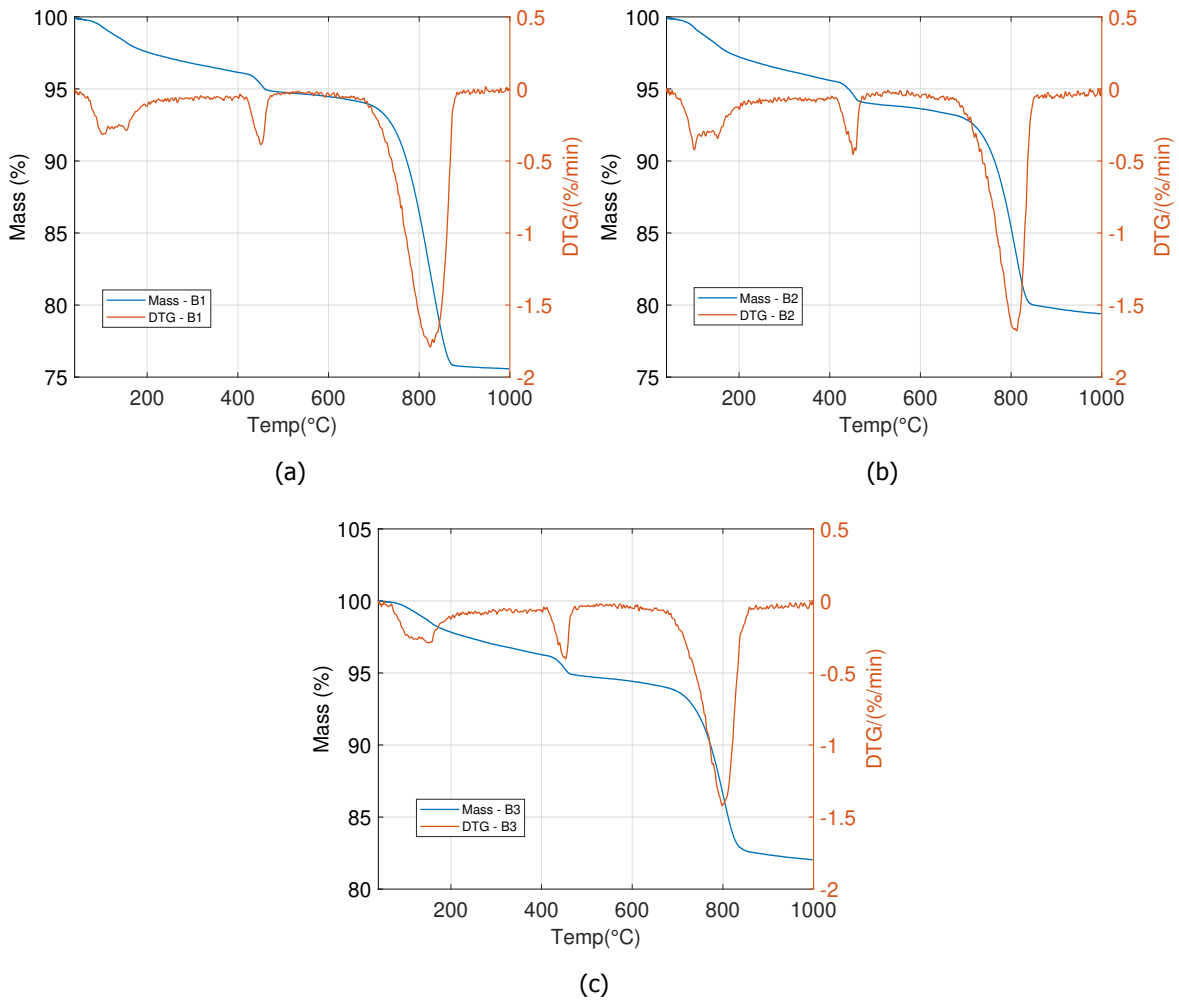 100
95
90
85
80
75
Mass (%)
0.5
0
-0.5
-1
-1.5
-2
DTG/(%/min)
Mass - B1
DTG - B1
200 400 600 800 1000
Temp(°C)
(a)
100
95
90
85
80
75
Mass (%)
0.5
0
-0.5
-1
-1.5
-2
DTG/(%/min)
Mass - B2
DTG - B2
200 400 600 800 1000
Temp(°C)
(b)
105
100
95
90
85
80
Mass (%)
0.5
0
-0.5
-1
-1.5
-2
DTG/(%/min)
Mass - B3
DTG - B3
200 400 600 800 1000
Temp(°C)
(c)